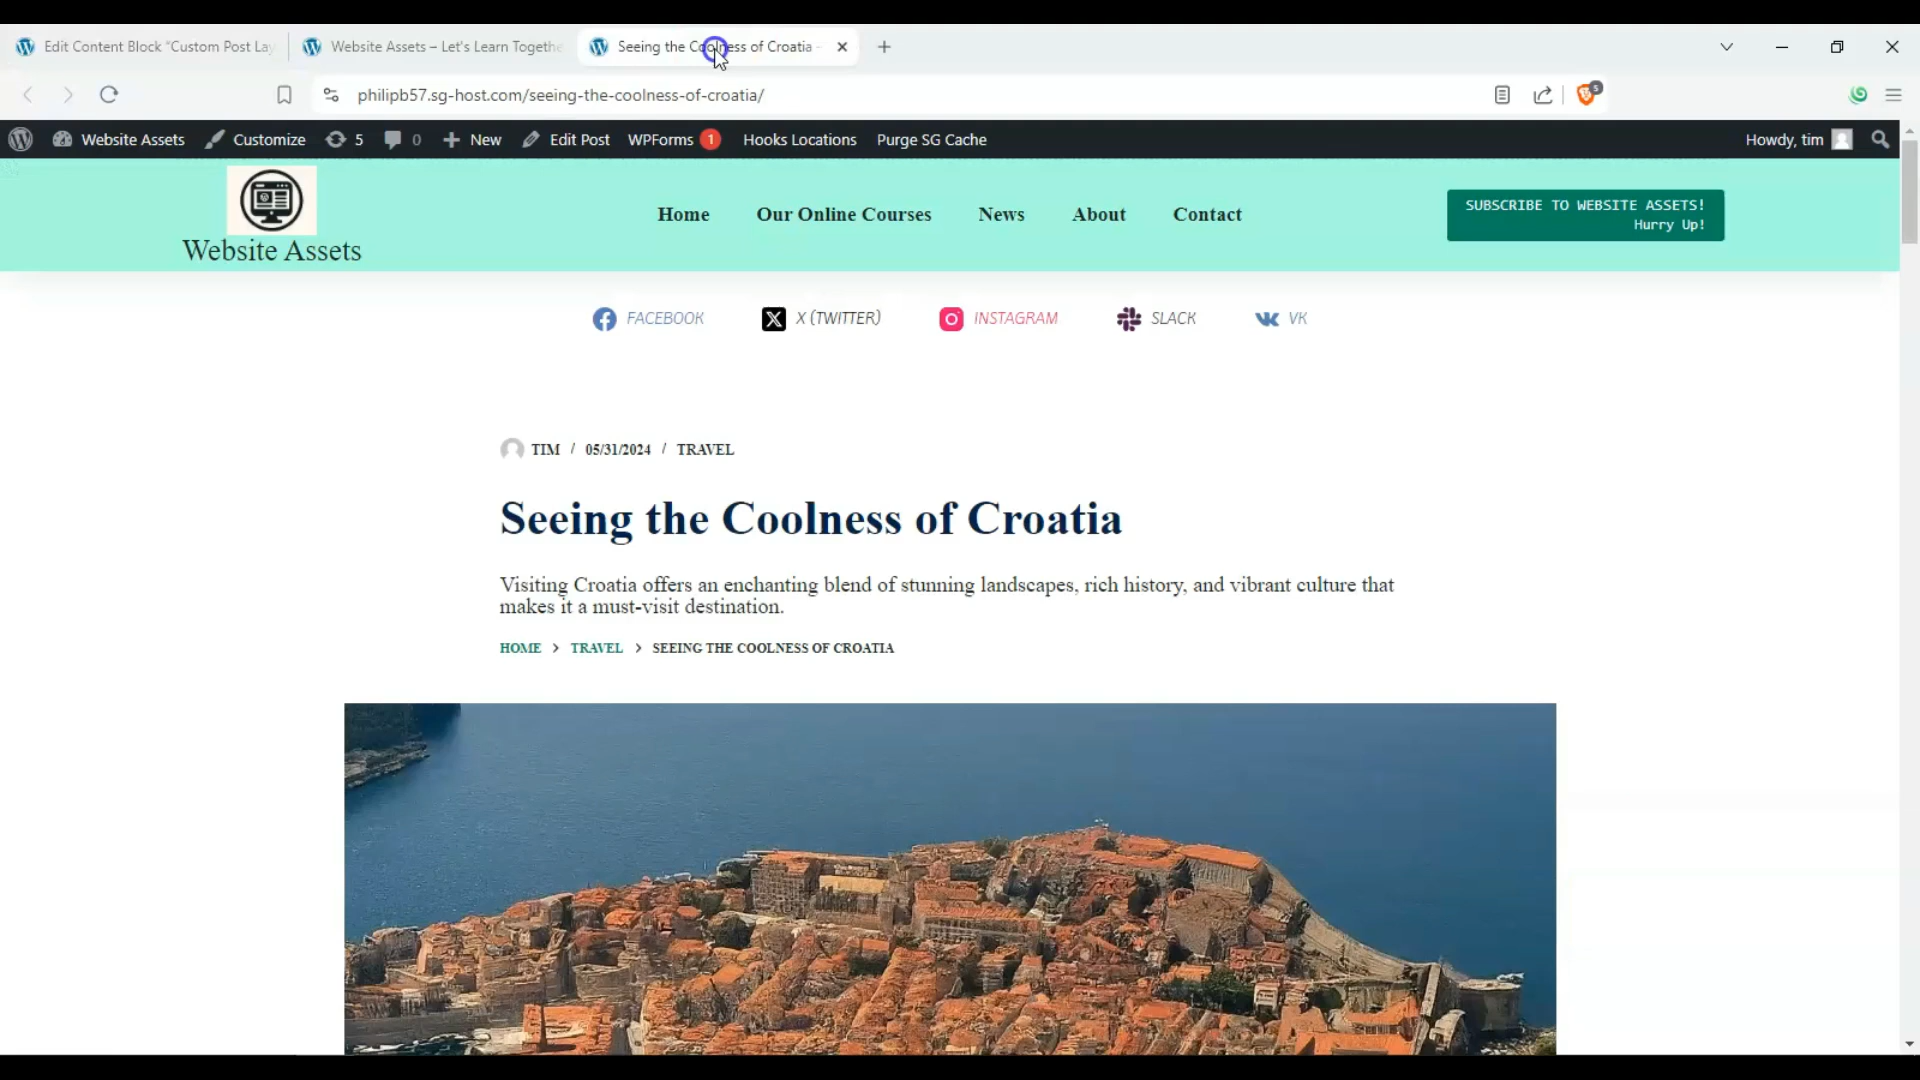 Edit Content Block "Custom Post Lay
Website Assets – Let's Learn Togethe
Seeing the Coolness of Croatia -
philipb57.sg-host.com/seeing-the-coolness-of-croatia/
5
Website Assets
Customize
5
0
New
Edit Post
WPForms 1
Hooks Locations
Purge SG Cache
Howdy, tim
Website Assets
Home
Our Online Courses
News
About
Contact
SUBSCRIBE TO WEBSITE ASSETS!
Hurry Up!
FACEBOOK
X (TWITTER)
INSTAGRAM
SLACK
VK
TIM / 05/31/2024 / TRAVEL
Seeing the Coolness of Croatia
Visiting Croatia offers an enchanting blend of stunning landscapes, rich history, and vibrant culture that
makes it a must-visit destination.
HOME > TRAVEL > SEEING THE COOLNESS OF CROATIA